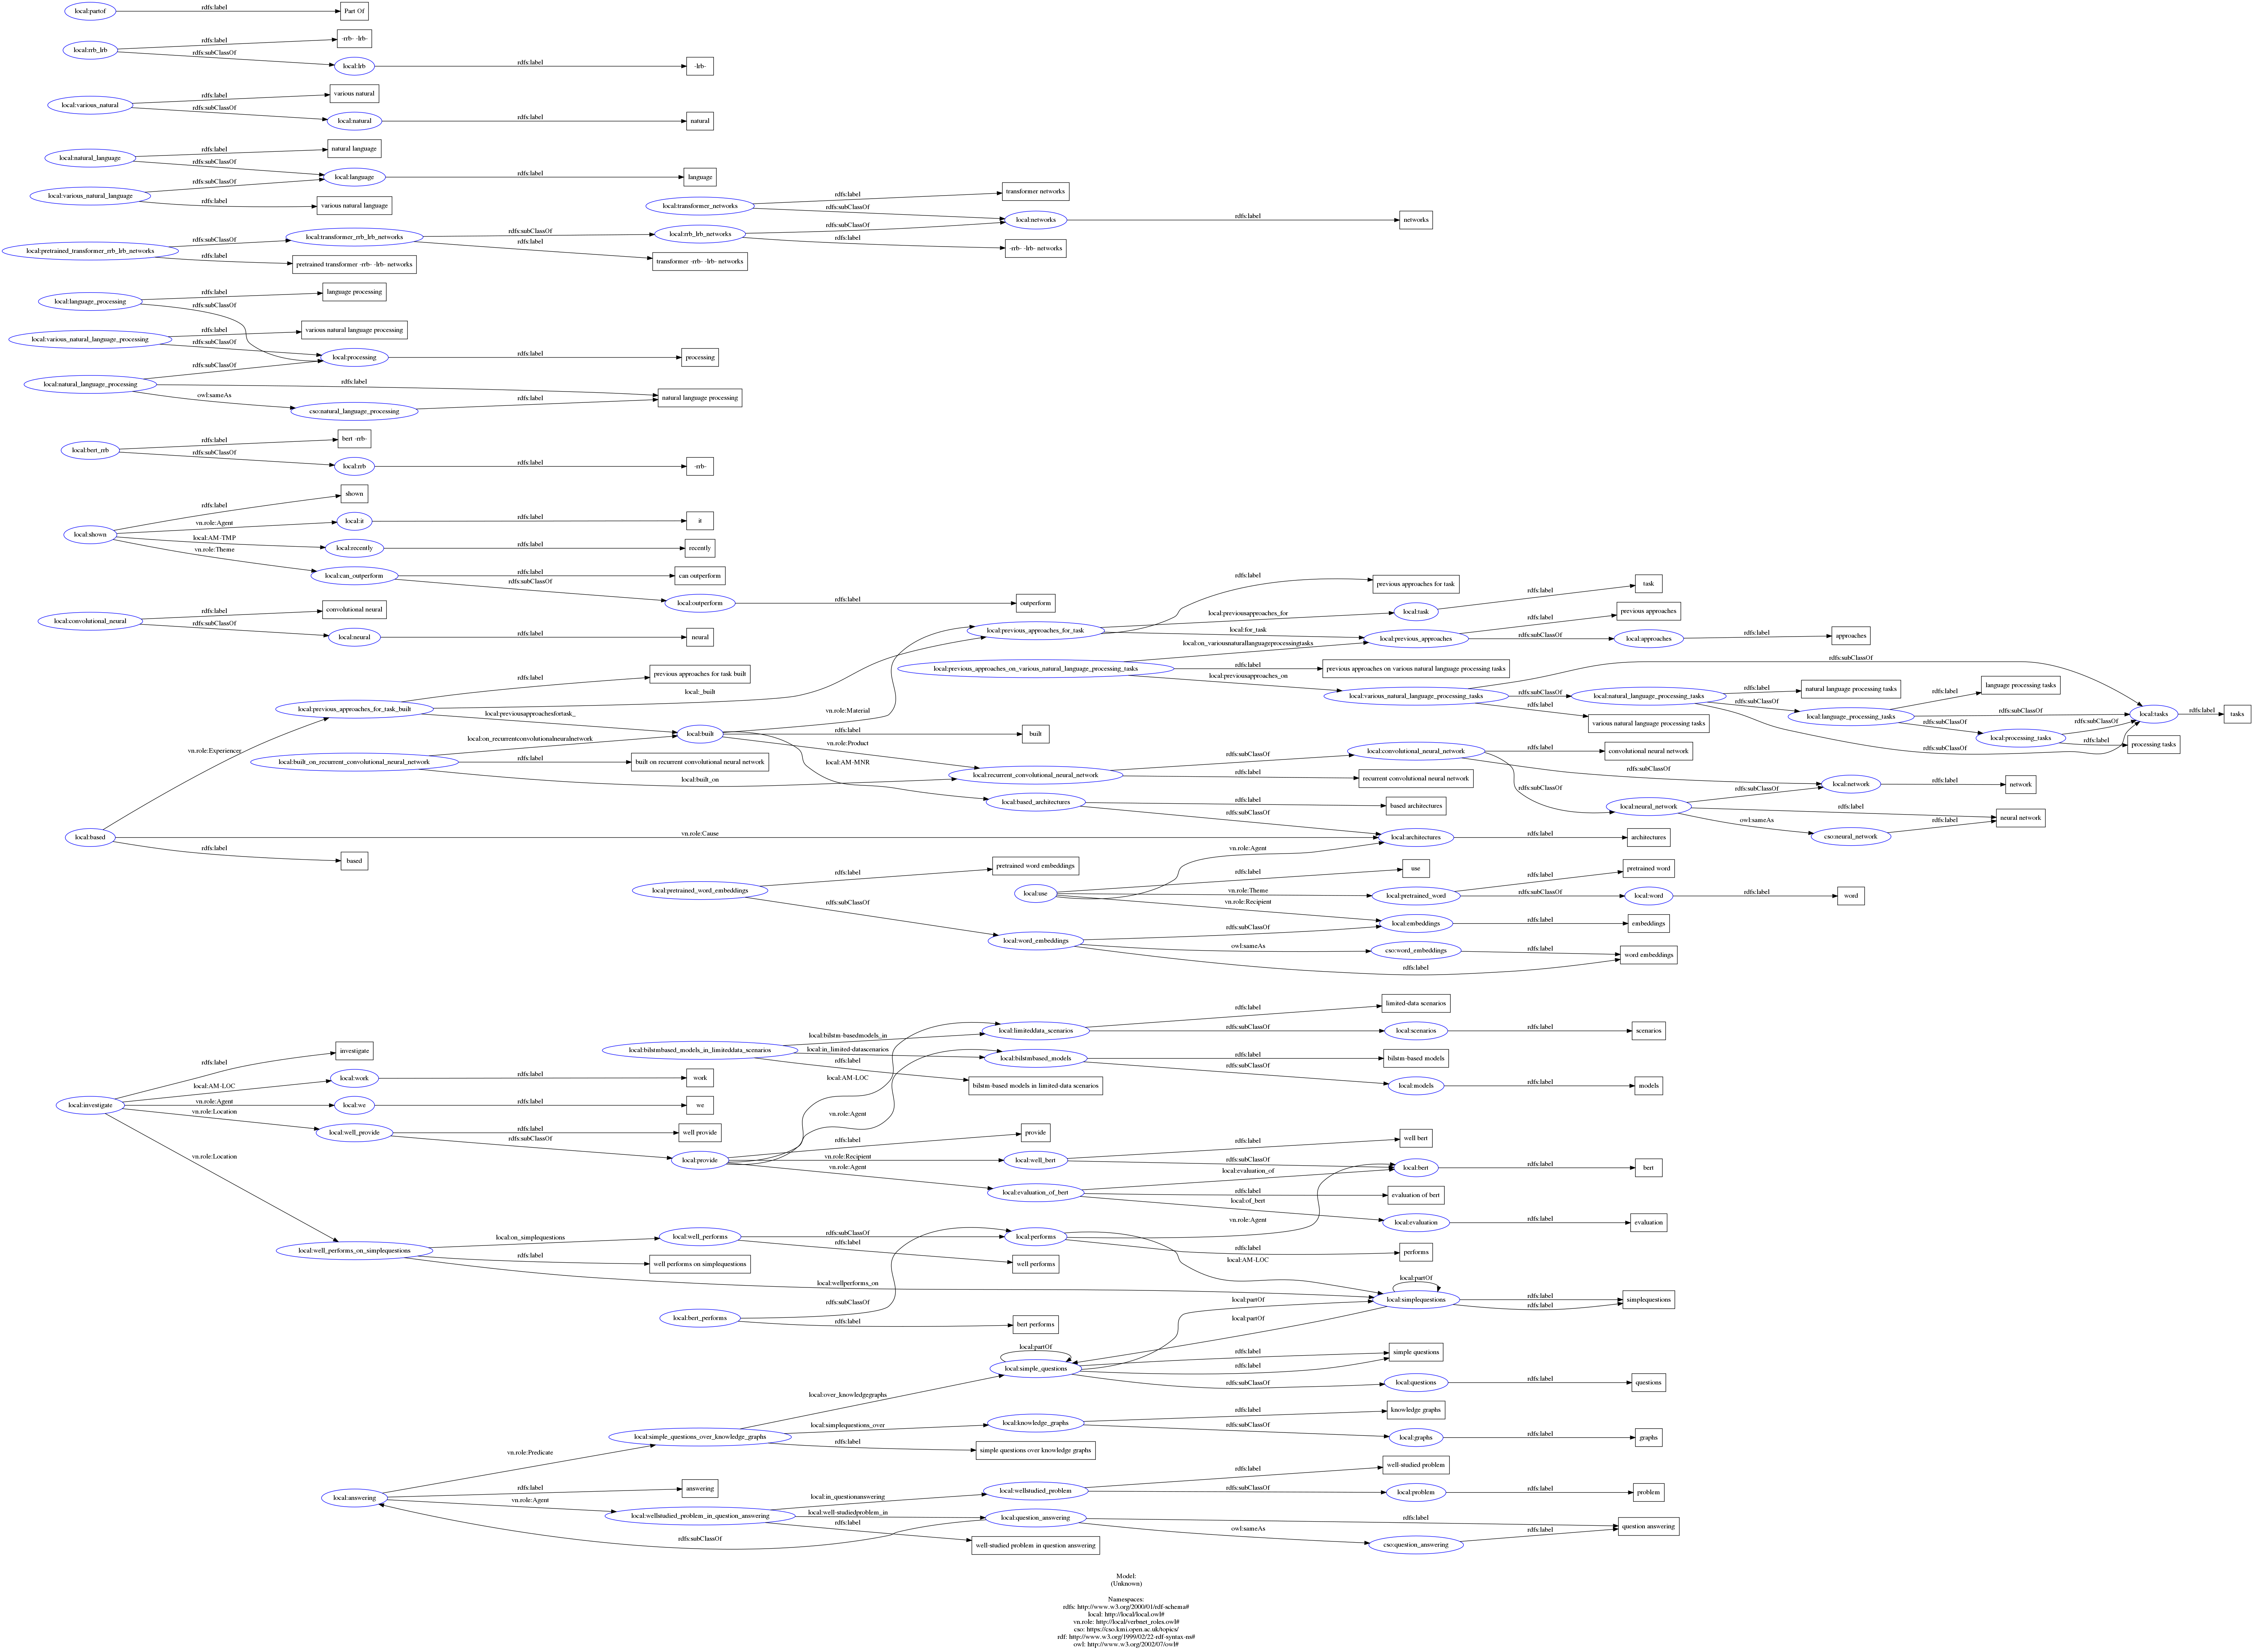 local:partof
rdfs:label
Part Of
local:rrb_lrb
rdfs:label
-rrb- -lrb-
rdfs:subClassOf
local:lrb
rdfs:label
-lrb-
local:various_natural
rdfs:label
various natural
rdfs:subClassOf
local:natural
rdfs:label
natural
local:natural_language
rdfs:label
natural language
rdfs:subClassOf
local:language
rdfs:label
language
local:various_natural_language
rdfs:subClassOf
rdfs:label
various natural language
local:transformer_networks
rdfs:label
transformer networks
rdfs:subClassOf
local:networks
rdfs:label
networks
local:pretrained_transformer_rrb_lrb_networks
rdfs:subClassOf
local:transformer_rrb_lrb_networks
rdfs:subClassOf
local:rrb_lrb_networks
rdfs:subClassOf
rdfs:label
-rrb- -lrb- networks
rdfs:label
transformer -rrb- -lrb- networks
rdfs:label
pretrained transformer -rrb- -lrb- networks
local:language_processing
rdfs:label
language processing
rdfs:subClassOf
local:various_natural_language_processing
rdfs:label
various natural language processing
rdfs:subClassOf
local:processing
rdfs:label
processing
local:natural_language_processing
rdfs:subClassOf
rdfs:label
natural language processing
owl:sameAs
cso:natural_language_processing
rdfs:label
local:bert_rrb
rdfs:label
bert -rrb-
rdfs:subClassOf
local:rrb
rdfs:label
-rrb-
local:shown
rdfs:label
shown
vn.role:Agent
local:it
rdfs:label
it
local:AM-TMP
local:recently
rdfs:label
recently
vn.role:Theme
local:can_outperform
rdfs:label
can outperform
rdfs:subClassOf
local:outperform
rdfs:label
outperform
local:convolutional_neural
rdfs:label
convolutional neural
rdfs:subClassOf
local:neural
rdfs:label
neural
local:previous_approaches_for_task
rdfs:label
previous approaches for task
local:previousapproaches_for
local:task
rdfs:label
task
local:for_task
local:previous_approaches
rdfs:label
previous approaches
rdfs:subClassOf
local:approaches
rdfs:label
approaches
local:previous_approaches_on_various_natural_language_processing_tasks
local:on_variousnaturallanguageprocessingtasks
rdfs:label
previous approaches on various natural language processing tasks
local:previousapproaches_on
local:various_natural_language_processing_tasks
rdfs:subClassOf
rdfs:subClassOf
local:natural_language_processing_tasks
rdfs:label
various natural language processing tasks
rdfs:label
natural language processing tasks
rdfs:subClassOf
local:language_processing_tasks
rdfs:label
language processing tasks
rdfs:subClassOf
rdfs:subClassOf
local:processing_tasks
rdfs:subClassOf
rdfs:label
processing tasks
rdfs:subClassOf
local:tasks
rdfs:label
tasks
local:previous_approaches_for_task_built
rdfs:label
previous approaches for task built
local:_built
local:previousapproachesfortask_
local:built
vn.role:Material
rdfs:label
built
vn.role:Product
local:AM-MNR
local:built_on_recurrent_convolutional_neural_network
local:on_recurrentconvolutionalneuralnetwork
rdfs:label
built on recurrent convolutional neural network
local:built_on
local:recurrent_convolutional_neural_network
rdfs:subClassOf
local:convolutional_neural_network
rdfs:label
convolutional neural network
rdfs:label
recurrent convolutional neural network
rdfs:subClassOf
local:network
rdfs:label
network
rdfs:subClassOf
local:neural_network
rdfs:subClassOf
rdfs:label
neural network
owl:sameAs
cso:neural_network
rdfs:label
local:based_architectures
rdfs:label
based architectures
rdfs:subClassOf
local:based
vn.role:Experiencer
vn.role:Cause
local:architectures
rdfs:label
architectures
rdfs:label
based
local:pretrained_word_embeddings
rdfs:label
pretrained word embeddings
rdfs:subClassOf
local:use
vn.role:Agent
rdfs:label
use
vn.role:Theme
local:pretrained_word
rdfs:label
pretrained word
rdfs:subClassOf
local:word
rdfs:label
word
vn.role:Recipient
local:embeddings
rdfs:label
embeddings
local:word_embeddings
rdfs:subClassOf
owl:sameAs
cso:word_embeddings
rdfs:label
word embeddings
rdfs:label
local:investigate
rdfs:label
investigate
local:AM-LOC
local:work
rdfs:label
work
vn.role:Agent
local:we
rdfs:label
we
vn.role:Location
local:well_provide
rdfs:label
well provide
rdfs:subClassOf
vn.role:Location
local:bilstmbased_models_in_limiteddata_scenarios
local:bilstm-basedmodels_in
local:limiteddata_scenarios
rdfs:label
limited-data scenarios
rdfs:subClassOf
local:scenarios
rdfs:label
scenarios
local:in_limited-datascenarios
local:bilstmbased_models
rdfs:label
bilstm-based models
rdfs:subClassOf
local:models
rdfs:label
models
rdfs:label
bilstm-based models in limited-data scenarios
local:provide
local:AM-LOC
vn.role:Agent
rdfs:label
provide
vn.role:Recipient
local:well_bert
rdfs:label
well bert
rdfs:subClassOf
local:bert
rdfs:label
bert
vn.role:Agent
local:evaluation_of_bert
local:evaluation_of
rdfs:label
evaluation of bert
local:of_bert
local:evaluation
rdfs:label
evaluation
local:well_performs_on_simplequestions
local:on_simplequestions
local:well_performs
rdfs:subClassOf
local:performs
vn.role:Agent
rdfs:label
performs
local:AM-LOC
rdfs:label
well performs
rdfs:label
well performs on simplequestions
local:wellperforms_on
local:bert_performs
rdfs:subClassOf
rdfs:label
bert performs
local:partOf
local:simplequestions
rdfs:label
rdfs:label
simplequestions
local:partOf
local:partOf
local:partOf
local:simple_questions
rdfs:label
rdfs:label
simple questions
rdfs:subClassOf
local:questions
rdfs:label
questions
local:simple_questions_over_knowledge_graphs
local:over_knowledgegraphs
local:simplequestions_over
local:knowledge_graphs
rdfs:label
knowledge graphs
rdfs:subClassOf
local:graphs
rdfs:label
graphs
rdfs:label
simple questions over knowledge graphs
local:answering
vn.role:Predicate
rdfs:label
answering
vn.role:Agent
local:wellstudied_problem_in_question_answering
local:in_questionanswering
local:wellstudied_problem
rdfs:label
well-studied problem
rdfs:subClassOf
local:problem
rdfs:label
problem
local:well-studiedproblem_in
local:question_answering
rdfs:label
question answering
owl:sameAs
cso:question_answering
rdfs:label
rdfs:label
well-studied problem in question answering
rdfs:subClassOf
Model:
(Unknown)
Namespaces:
rdfs: http://www.w3.org/2000/01/rdf-schema#
local: http://local/local.owl#
vn.role: http://local/verbnet_roles.owl#
cso: https://cso.kmi.open.ac.uk/topics/
rdf: http://www.w3.org/1999/02/22-rdf-syntax-ns#
owl: http://www.w3.org/2002/07/owl#